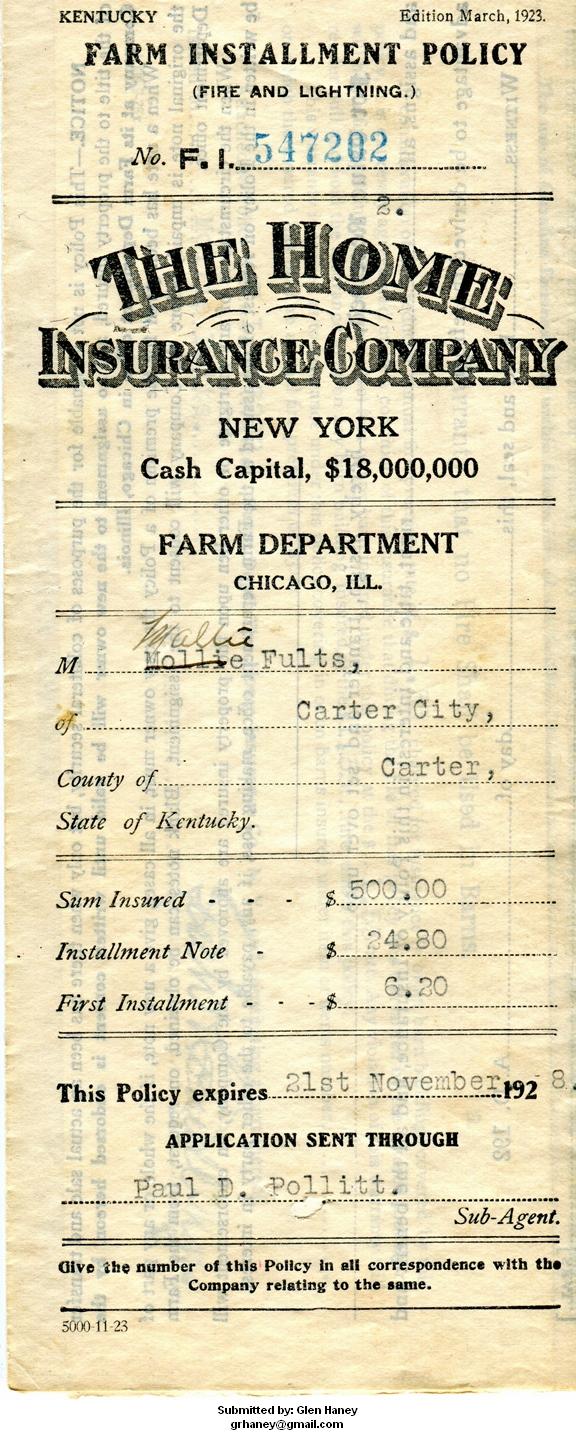 KENTUCKY Edition March, 1923.
FARM INSTALLMENT POLICY
(FIRE AND LIGHTNING.)
No. F. I. 547202
2.
THE HOME
INSURANCE COMPANY
NEW YORK
Cash Capital, $18,000,000
FARM DEPARTMENT
CHICAGO, ILL.
Mallie
M Mollie Fults,
of Carter City,
County of Carter,
State of Kentucky.
Sum Insured - - - $ 500.00
Installment Note - $ 24.80
First Installment - - - $ 6.20
This Policy expires 21st November, 192 8.
APPLICATION SENT THROUGH
Paul D. Pollitt.
Sub-Agent.
Give the number of this Policy in all correspondence with the
Company relating to the same.
5000-11-23
Submitted by: Glen Haney
grhaney@gmail.com